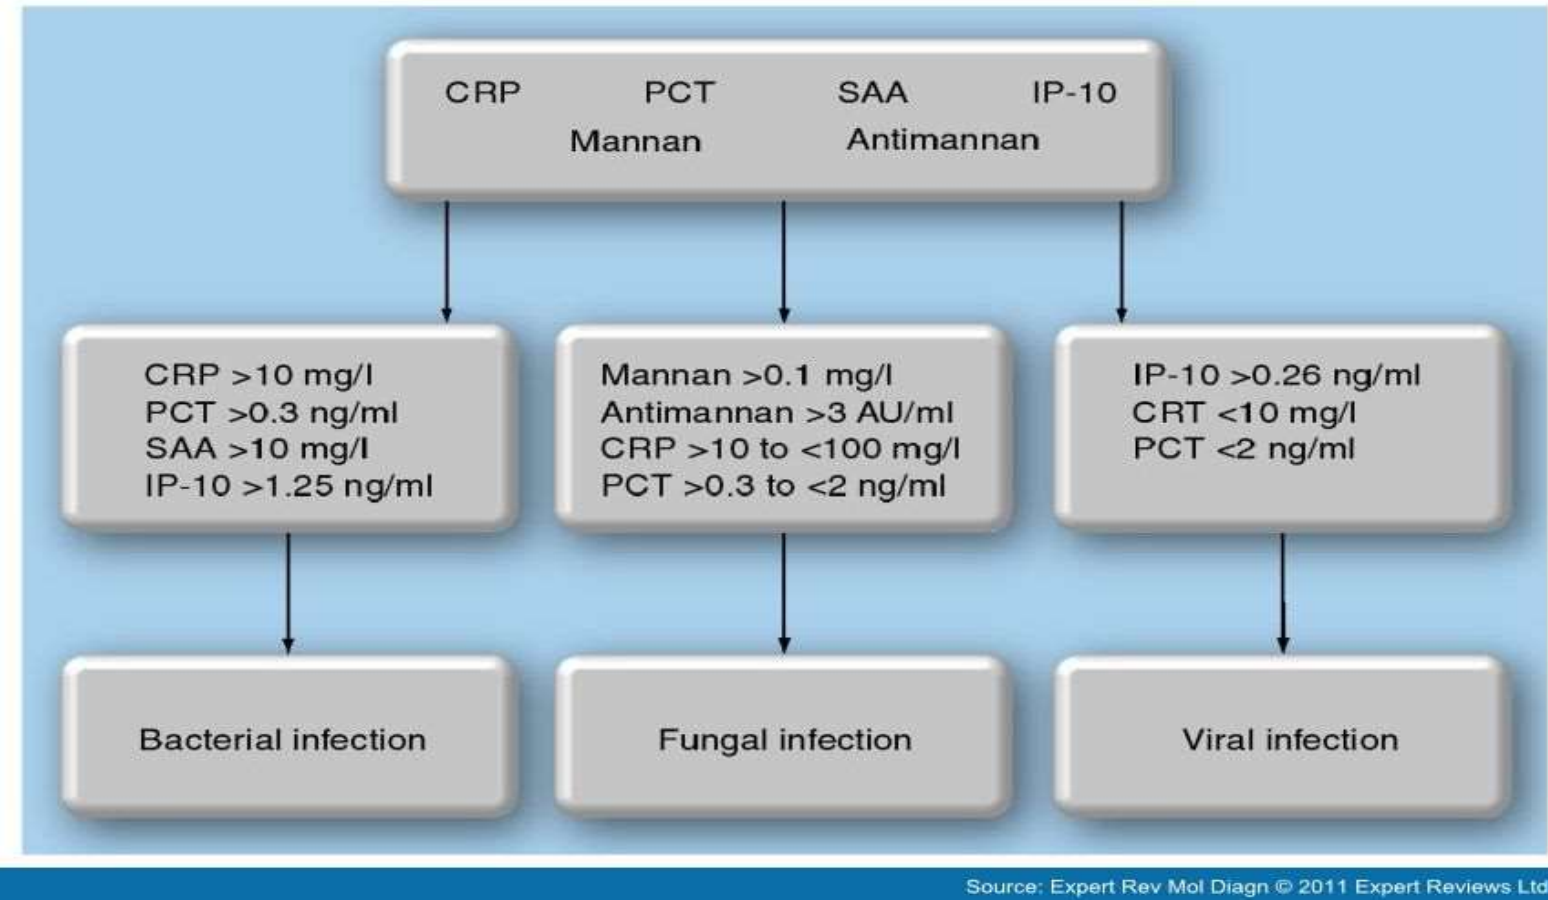 CRP PCT SAA IP-10
Mannan Antimannan
CRP >10 mg/l
PCT >0.3 ng/ml
SAA >10 mg/l
IP-10 >1.25 ng/ml
Mannan >0.1 mg/l
Antimannan >3 AU/ml
CRP >10 to <100 mg/l
PCT >0.3 to <2 ng/ml
IP-10 >0.26 ng/ml
CRT <10 mg/l
PCT <2 ng/ml
Bacterial infection
Fungal infection
Viral infection
Source: Expert Rev Mol Diagn © 2011 Expert Reviews Ltd